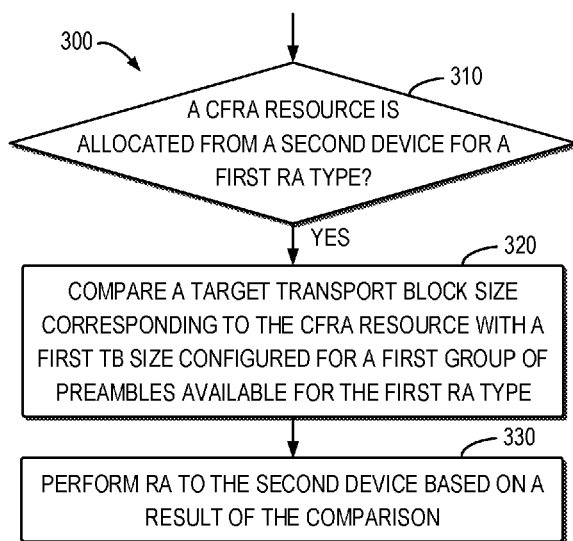 300
310
A CFRA RESOURCE IS
ALLOCATED FROM A SECOND DEVICE FOR A
FIRST RA TYPE?
YES
320
COMPARE A TARGET TRANSPORT BLOCK SIZE
CORRESPONDING TO THE CFRA RESOURCE WITH A
FIRST TB SIZE CONFIGURED FOR A FIRST GROUP OF
PREAMBLES AVAILABLE FOR THE FIRST RA TYPE
330
PERFORM RA TO THE SECOND DEVICE BASED ON A
RESULT OF THE COMPARISON